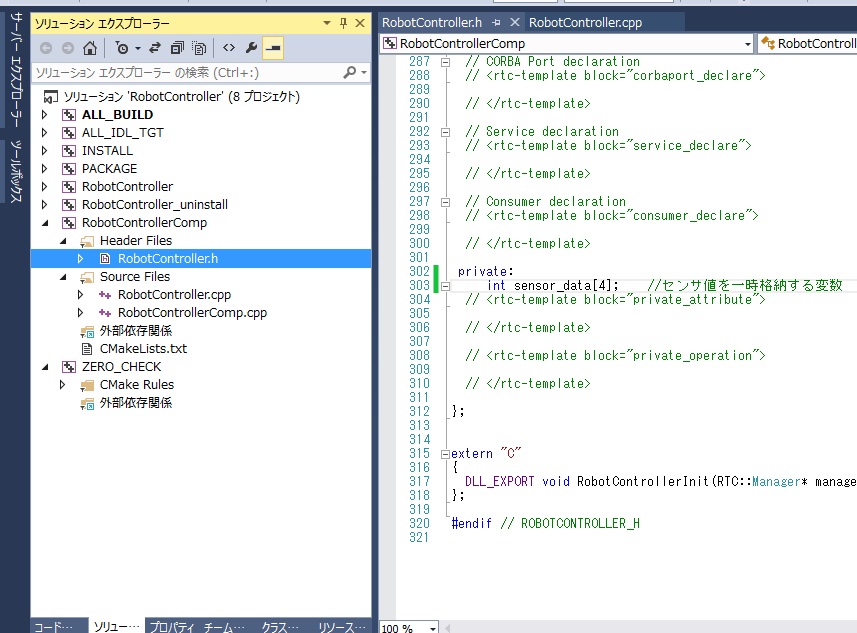 サーバー エクスプローラー
ツールボックス
ソリューション エクスプローラー
ソリューション エクスプローラー の検索 (Ctrl+:)
ソリューション 'RobotController' (8 プロジェクト)
ALL_BUILD
ALL_IDL_TGT
INSTALL
PACKAGE
RobotController
RobotController_uninstall
RobotControllerComp
Header Files
RobotController.h
Source Files
RobotController.cpp
RobotControllerComp.cpp
外部依存関係
CMakeLists.txt
ZERO_CHECK
CMake Rules
外部依存関係
コード… ソリュー… プロパティ チーム… クラス… リソース…
RobotController.h RobotController.cpp
RobotControllerComp RobotControll
287 // CORBA Port declaration
288 // <rtc-template block="corbaport_declare">
289
290 // </rtc-template>
291
292 // Service declaration
293 // <rtc-template block="service_declare">
294
295 // </rtc-template>
296
297 // Consumer declaration
298 // <rtc-template block="consumer_declare">
299
300 // </rtc-template>
301
302 private:
303 int sensor_data[4]; //センサ値を一時格納する変数
304 // <rtc-template block="private_attribute">
305
306 // </rtc-template>
307
308 // <rtc-template block="private_operation">
309
310 // </rtc-template>
311
312 };
313
314
315 extern "C"
316 {
317 DLL_EXPORT void RobotControllerInit(RTC::Manager* manage
318 };
319
320 #endif // ROBOTCONTROLLER_H
321
100 %